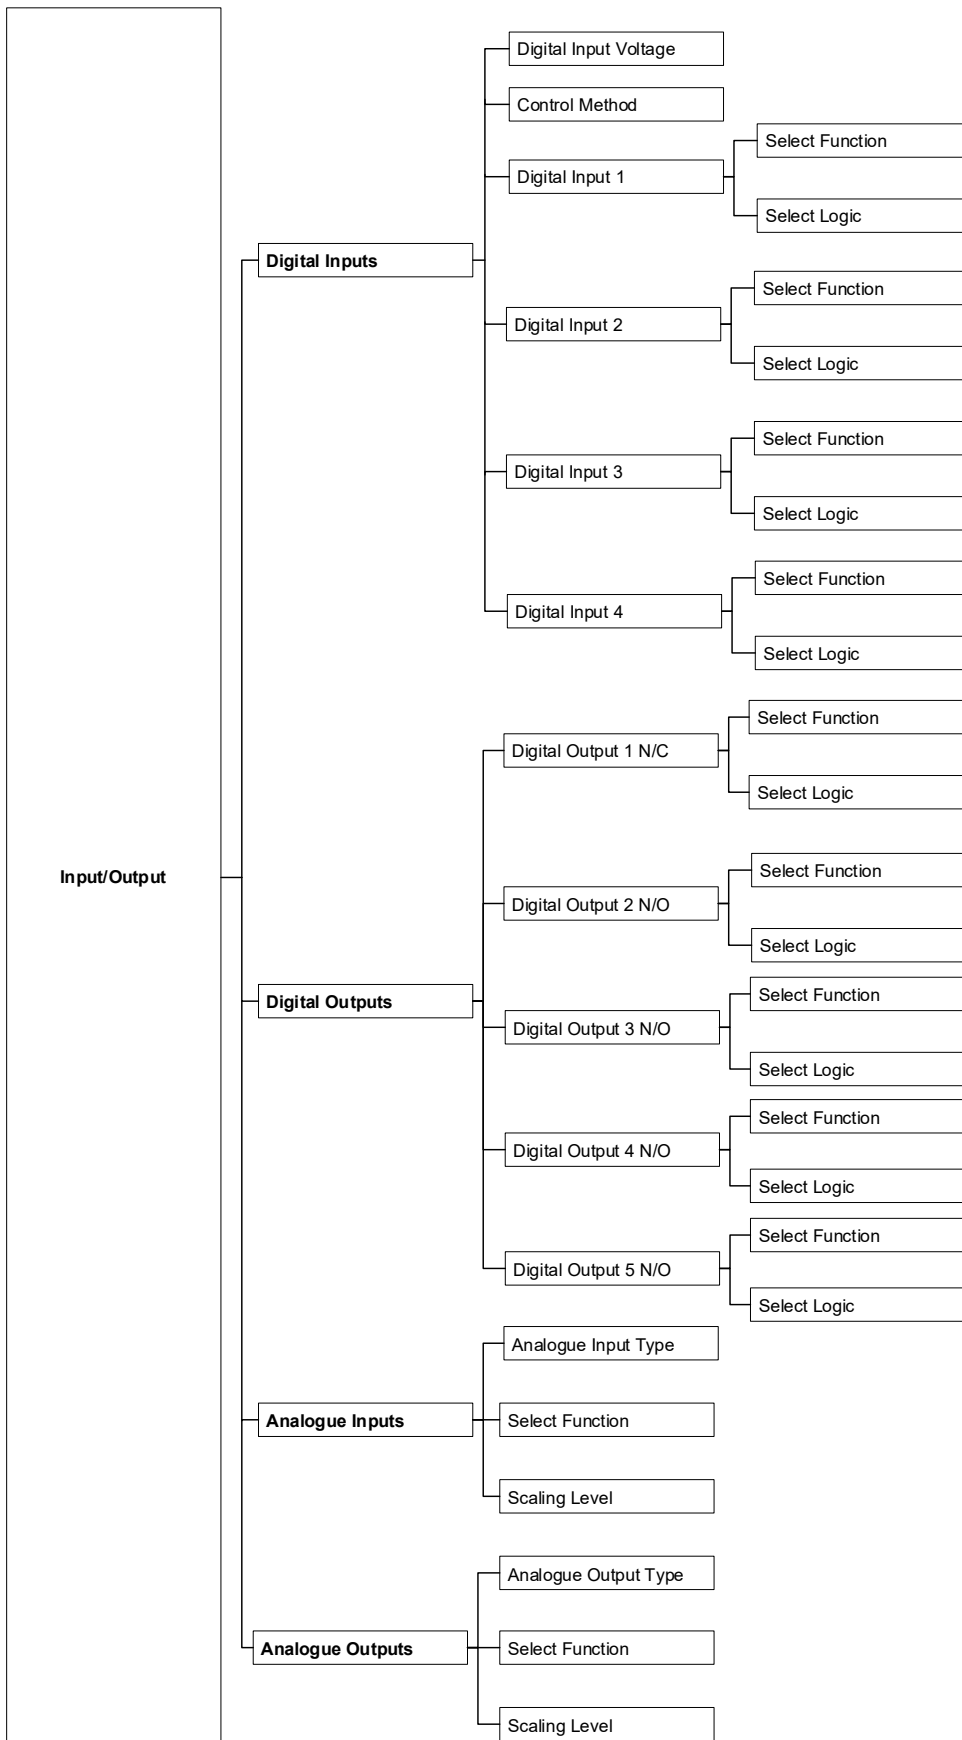 Input/Output
Digital Inputs
Digital Input Voltage
Control Method
Digital Input 1
Select Function
Select Logic
Digital Input 2
Select Function
Select Logic
Digital Input 3
Select Function
Select Logic
Digital Input 4
Select Function
Select Logic
Digital Outputs
Digital Output 1 N/C
Select Function
Select Logic
Digital Output 2 N/O
Select Function
Select Logic
Digital Output 3 N/O
Select Function
Select Logic
Digital Output 4 N/O
Select Function
Select Logic
Digital Output 5 N/O
Select Function
Select Logic
Analogue Inputs
Analogue Input Type
Select Function
Scaling Level
Analogue Outputs
Analogue Output Type
Select Function
Scaling Level